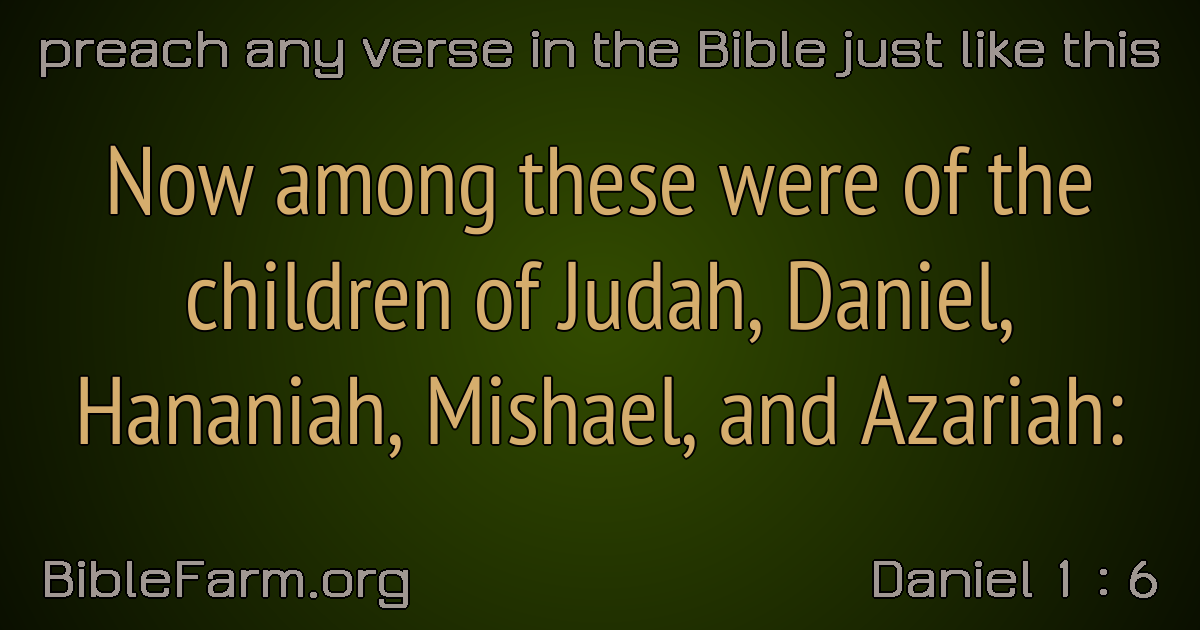 preach any verse in the Bible just like this
Now among these were of the
children of Judah, Daniel,
Hananiah, Mishael, and Azariah:
BibleFarm.org
Daniel 1 : 6